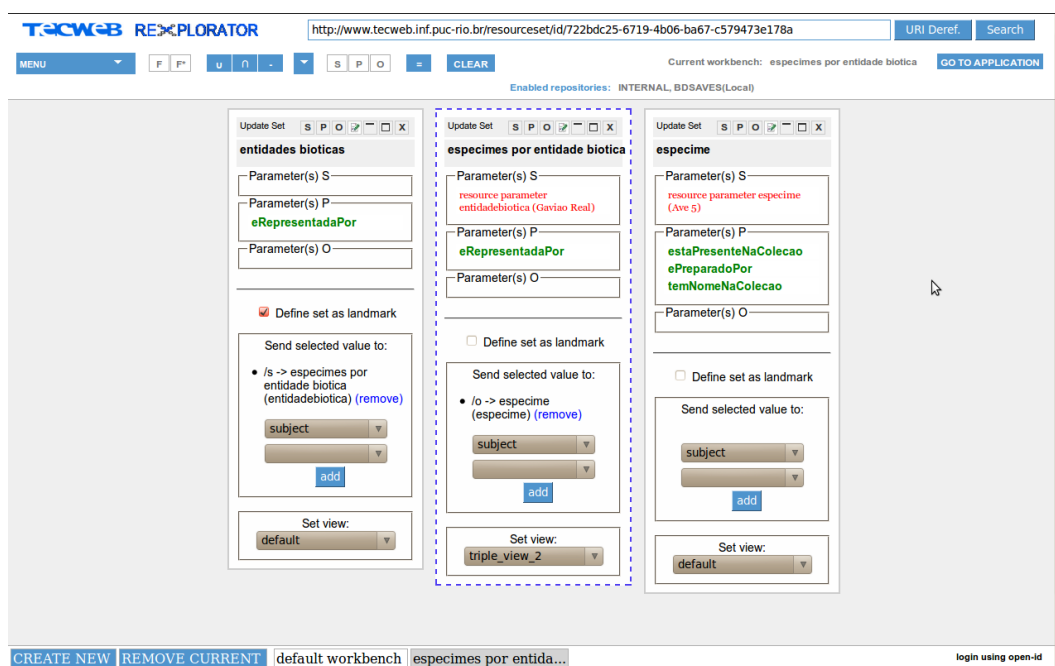 TECWEB REXPLORATOR http://www.tecweb.inf.puc-rio.br/resourceset/id/722bdc25-6719-4b06-ba67-c579473e178a URI Deref. Search
MENU F F* ∪ ∩ - S P O = CLEAR Current workbench: especimes por entidade biotica GO TO APPLICATION
Enabled repositories: INTERNAL, BDSAVES(Local)
Update Set S P O X
entidades bioticas
Parameter(s) S
Parameter(s) P
eRepresentadaPor
Parameter(s) O
Define set as landmark
Send selected value to:
• /s -> especimes por
entidade biotica
(entidadebiotica) (remove)
subject
add
Set view:
default
Update Set S P O X
especimes por entidade biotica
Parameter(s) S
resource parameter
entidadebiotica (Gaviao Real)
Parameter(s) P
eRepresentadaPor
Parameter(s) O
Define set as landmark
Send selected value to:
• /o -> especime
(especime) (remove)
subject
add
Set view:
triple_view_2
Update Set S P O X
especime
Parameter(s) S
resource parameter especime
(Ave 5)
Parameter(s) P
estaPresenteNaColecao
ePreparadoPor
temNomeNaColecao
Parameter(s) O
Define set as landmark
Send selected value to:
subject
add
Set view:
default
CREATE NEW REMOVE CURRENT default workbench especimes por entida... login using open-id